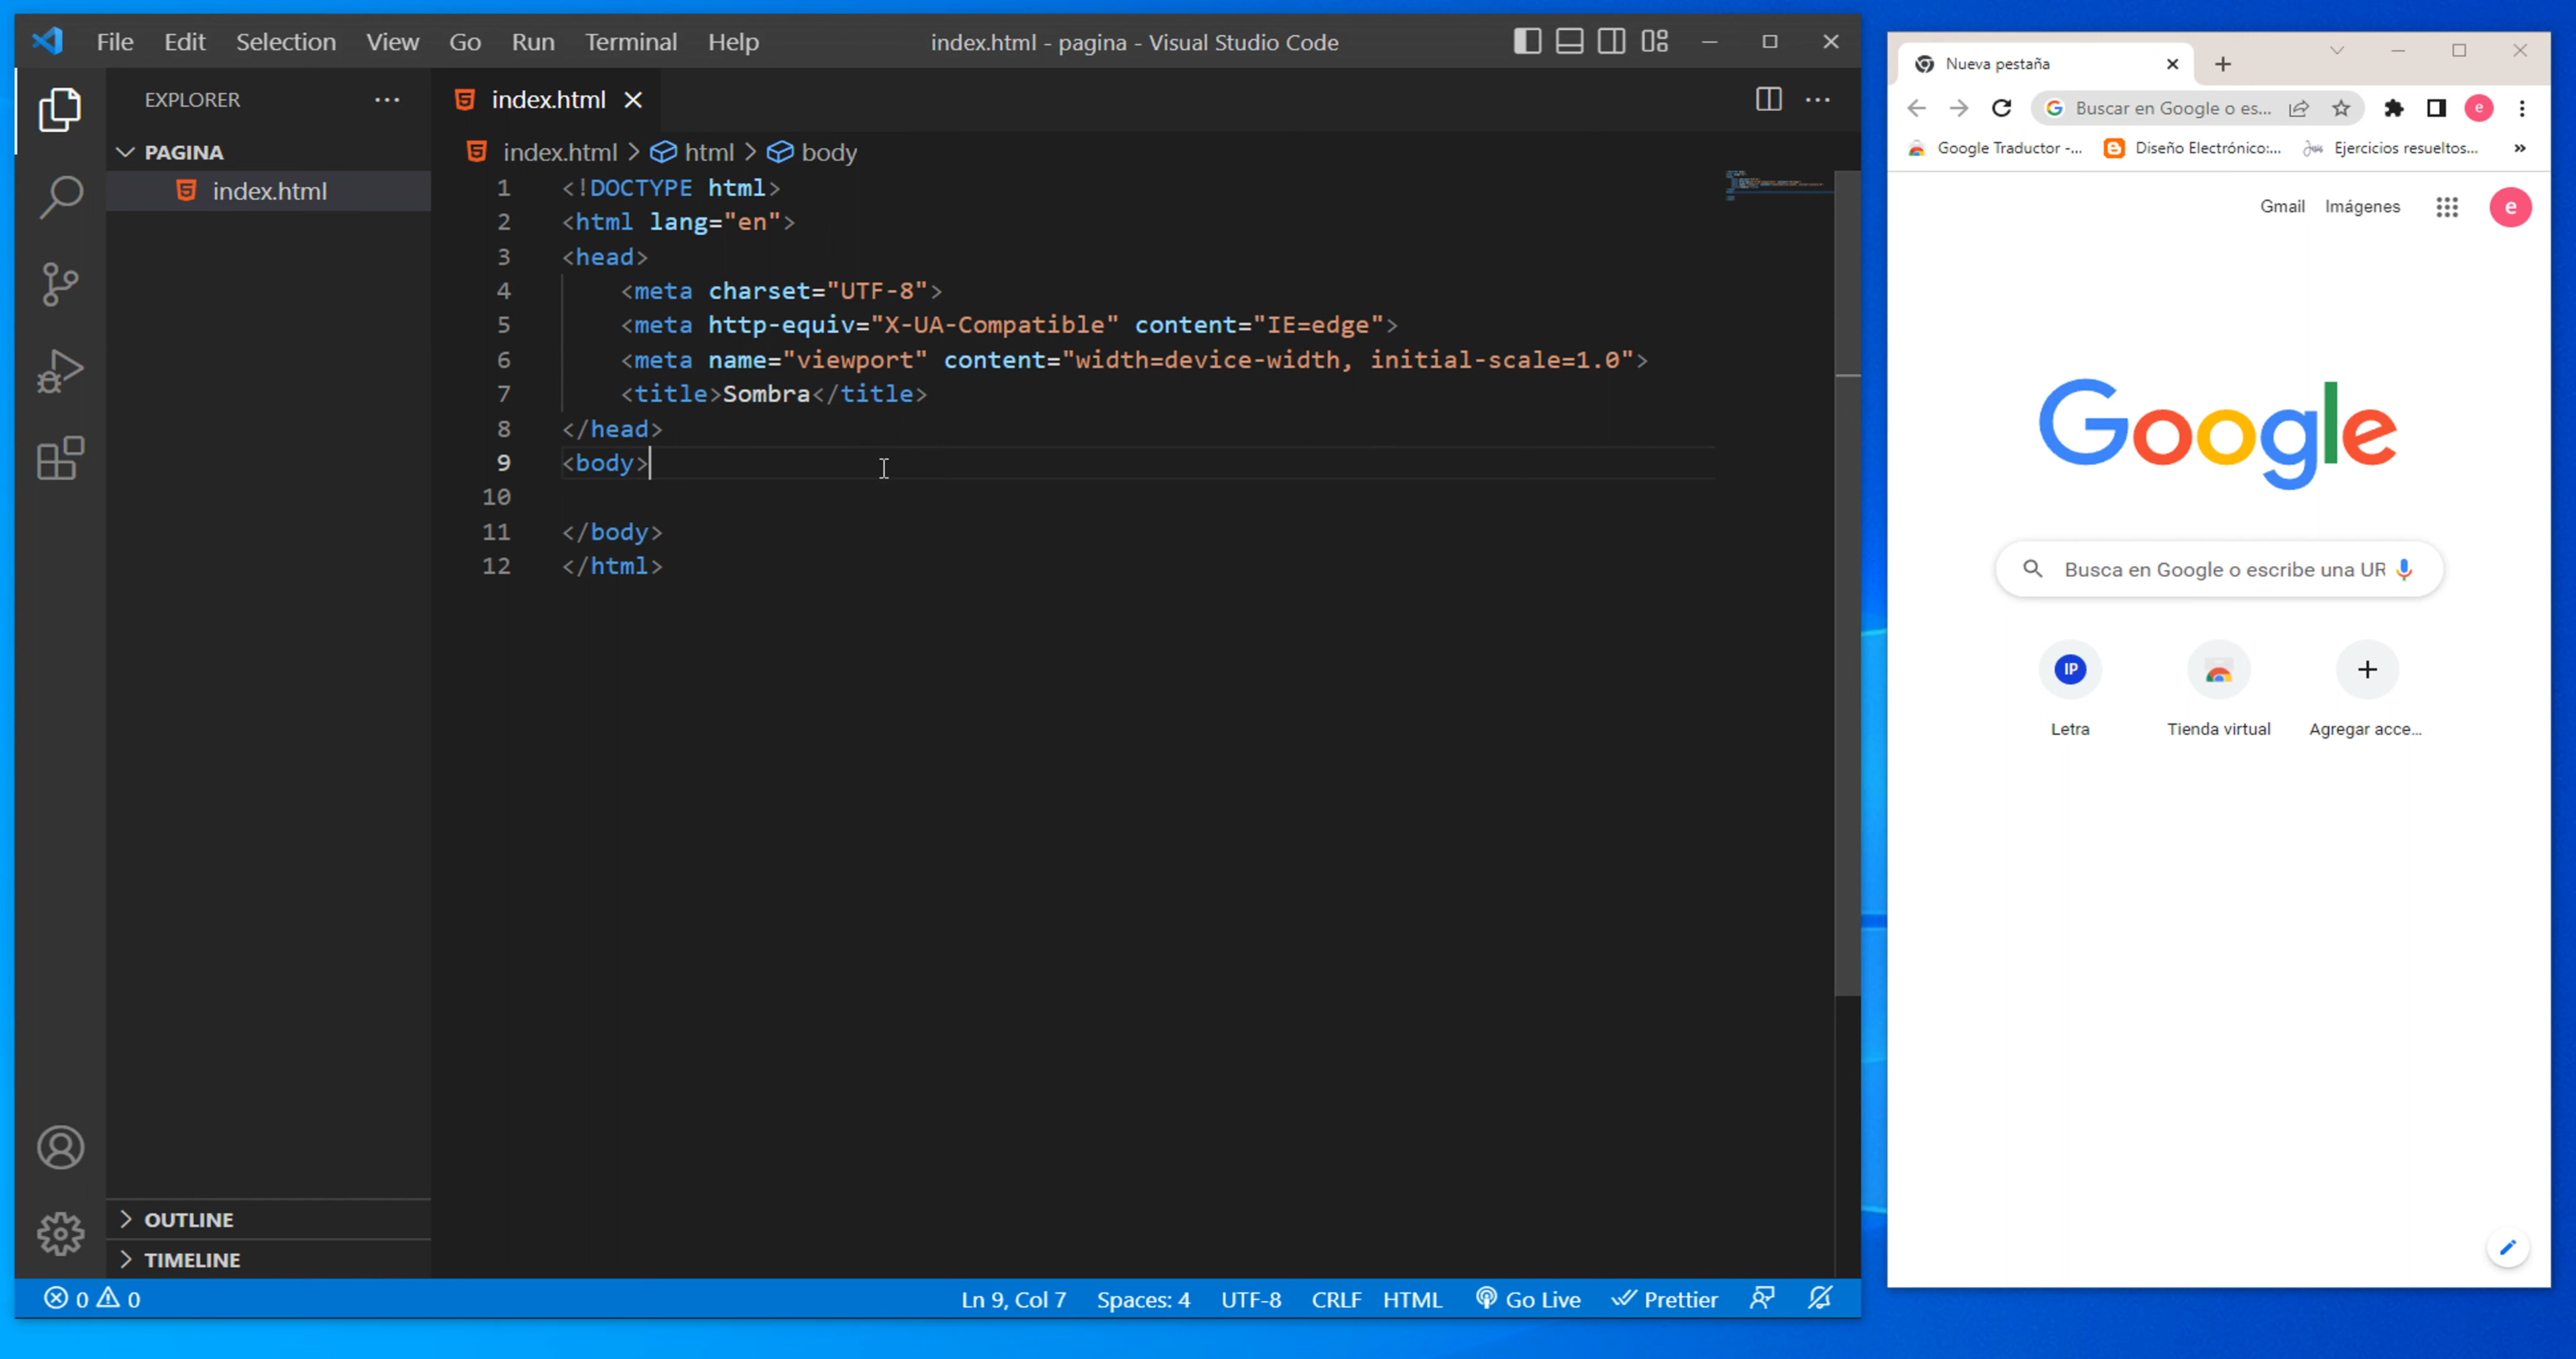 File Edit Selection View Go Run Terminal Help index.html - pagina - Visual Studio Code
EXPLORER
PAGINA
index.html
OUTLINE
TIMELINE
index.html
index.html > html > body
1 <!DOCTYPE html>
2 <html lang="en">
3 <head>
4 <meta charset="UTF-8">
5 <meta http-equiv="X-UA-Compatible" content="IE=edge">
6 <meta name="viewport" content="width=device-width, initial-scale=1.0">
7 <title>Sombra</title>
8 </head>
9 <body>
10
11 </body>
12 </html>
0 0 Ln 9, Col 7 Spaces: 4 UTF-8 CRLF HTML Go Live Prettier
Nueva pestaña
Buscar en Google o es... e
Google Traductor -... Diseño Electrónico:... Ejercicios resueltos... »
Gmail Imágenes e
Google
Busca en Google o escribe una UR
IP
Letra Tienda virtual Agregar acce...